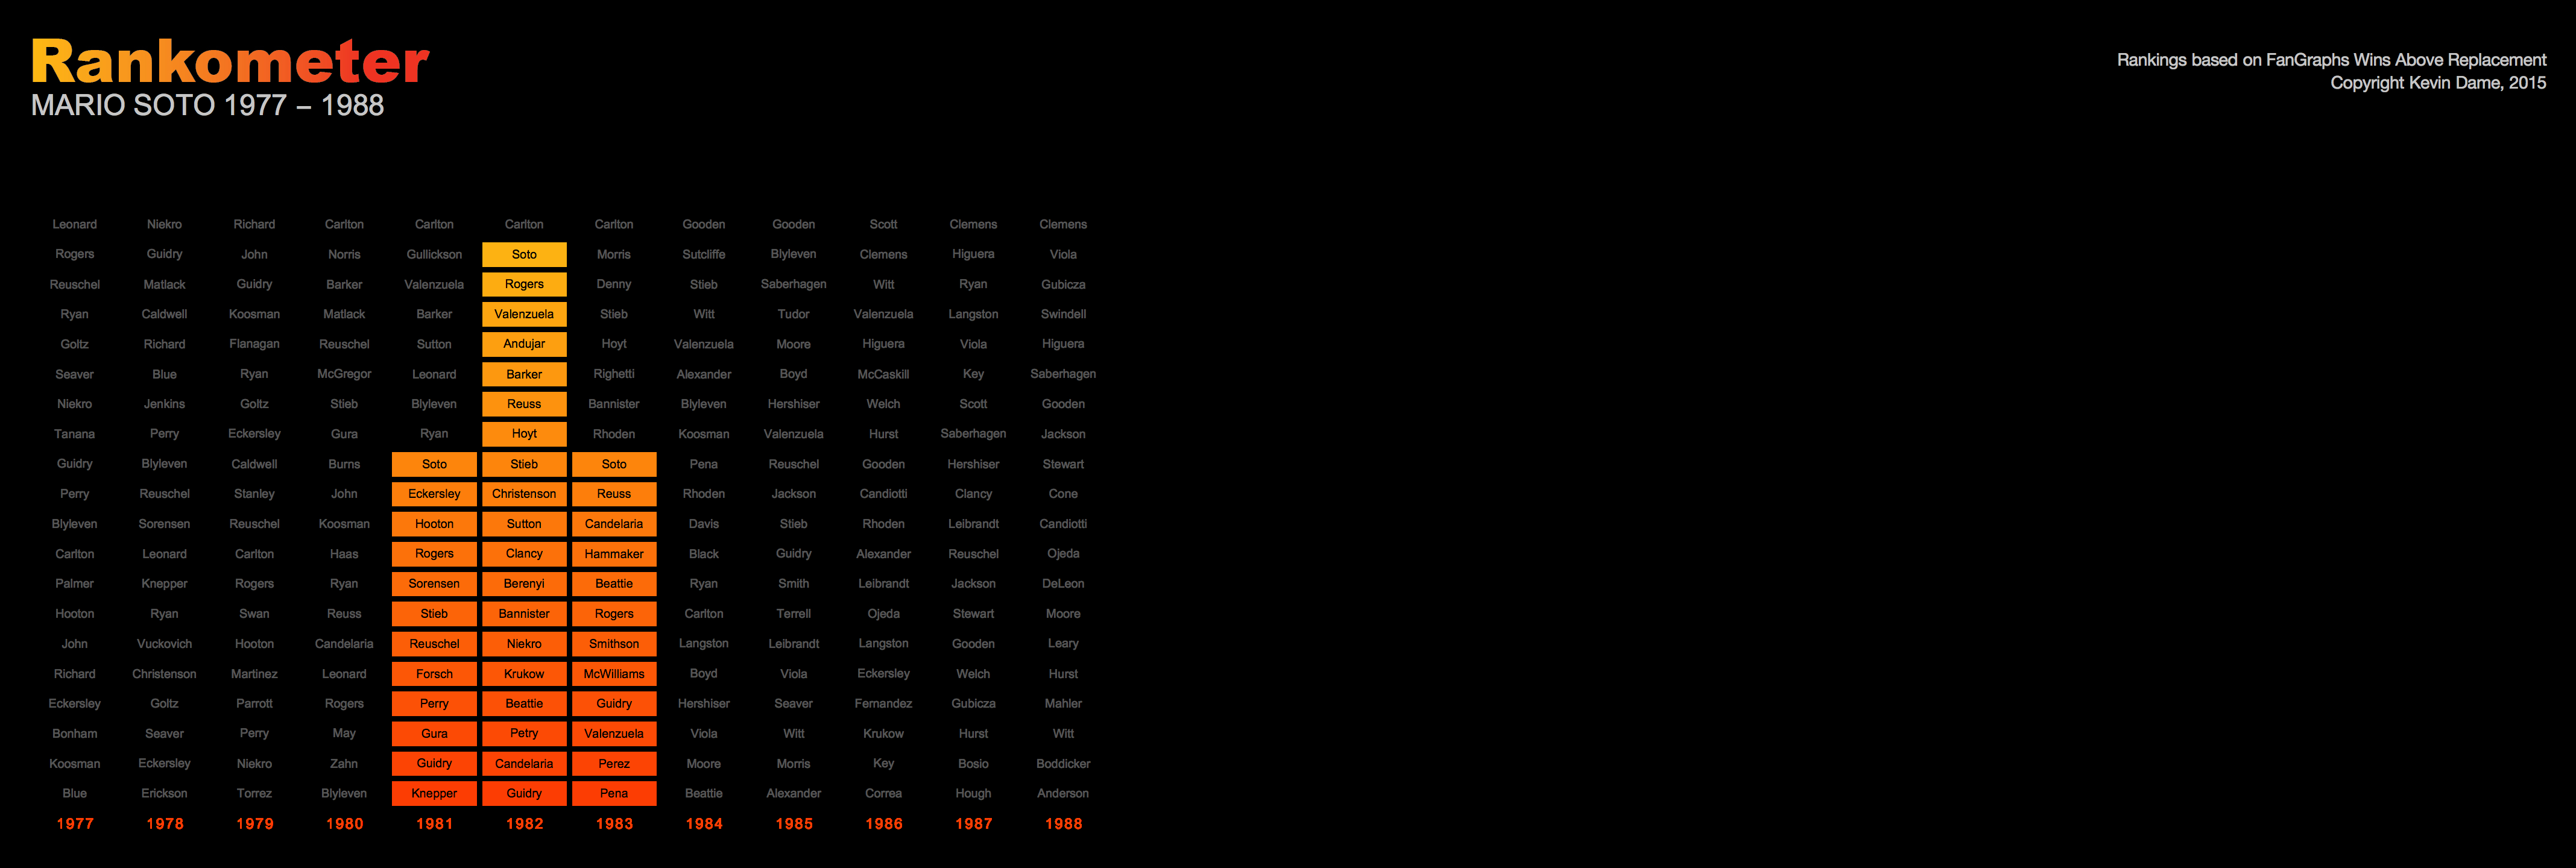 Rankometer
MARIO SOTO 1977 – 1988
Rankings based on FanGraphs Wins Above Replacement
Copyright Kevin Dame, 2015
Leonard Niekro Richard Carlton Carlton Carlton Carlton Gooden Gooden Scott Clemens Clemens
Rogers Guidry John Norris Gullickson Soto Morris Sutcliffe Blyleven Clemens Higuera Viola
Reuschel Matlack Guidry Barker Valenzuela Rogers Denny Stieb Saberhagen Witt Ryan Gubicza
Ryan Caldwell Koosman Matlack Barker Valenzuela Stieb Witt Tudor Valenzuela Langston Swindell
Goltz Richard Flanagan Reuschel Sutton Andujar Hoyt Valenzuela Moore Higuera Viola Higuera
Seaver Blue Ryan McGregor Leonard Barker Righetti Alexander Boyd McCaskill Key Saberhagen
Niekro Jenkins Goltz Stieb Blyleven Reuss Bannister Blyleven Hershiser Welch Scott Gooden
Tanana Perry Eckersley Gura Ryan Hoyt Rhoden Koosman Valenzuela Hurst Saberhagen Jackson
Guidry Blyleven Caldwell Burns Soto Stieb Soto Pena Reuschel Gooden Hershiser Stewart
Perry Reuschel Stanley John Eckersley Christenson Reuss Rhoden Jackson Candiotti Clancy Cone
Blyleven Sorensen Reuschel Koosman Hooton Sutton Candelaria Davis Stieb Rhoden Leibrandt Candiotti
Carlton Leonard Carlton Haas Rogers Clancy Hammaker Black Guidry Alexander Reuschel Ojeda
Palmer Knepper Rogers Ryan Sorensen Berenyi Beattie Ryan Smith Leibrandt Jackson DeLeon
Hooton Ryan Swan Reuss Stieb Bannister Rogers Carlton Terrell Ojeda Stewart Moore
John Vuckovich Hooton Candelaria Reuschel Niekro Smithson Langston Leibrandt Langston Gooden Leary
Richard Christenson Martinez Leonard Forsch Krukow McWilliams Boyd Viola Eckersley Welch Hurst
Eckersley Goltz Parrott Rogers Perry Beattie Guidry Hershiser Seaver Fernandez Gubicza Mahler
Bonham Seaver Perry May Gura Petry Valenzuela Viola Witt Krukow Hurst Witt
Koosman Eckersley Niekro Zahn Guidry Candelaria Perez Moore Morris Key Bosio Boddicker
Blue Erickson Torrez Blyleven Knepper Guidry Pena Beattie Alexander Correa Hough Anderson
1977 1978 1979 1980 1981 1982 1983 1984 1985 1986 1987 1988